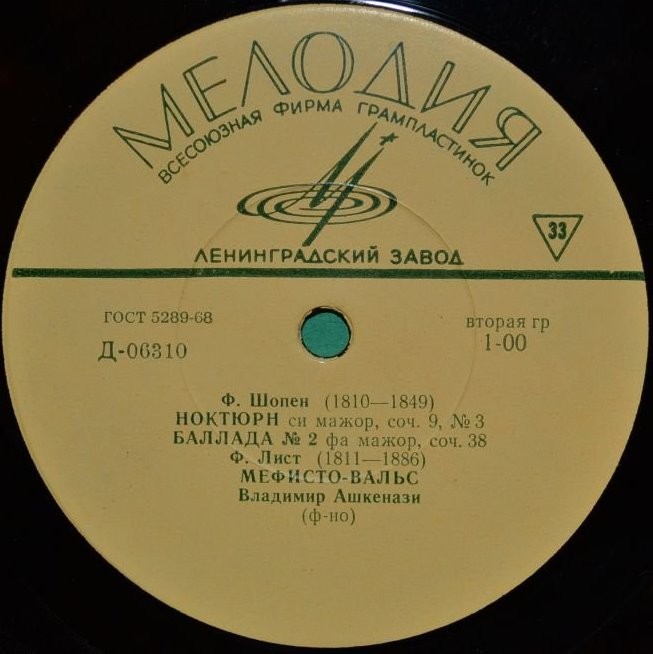 МЕЛОДИЯ
ВСЕСОЮЗНАЯ ФИРМА ГРАМПЛАСТИНОК
33
ЛЕНИНГРАДСКИЙ ЗАВОД
ГОСТ 5289-68
вторая гр
Д-06310
1-00
Ф. Шопен (1810—1849)
НОКТЮРН си мажор, соч. 9, № 3
БАЛЛАДА № 2 фа мажор, соч. 38
Ф. Лист (1811—1886)
МЕФИСТО-ВАЛЬС
Владимир Ашкенази
(ф-но)